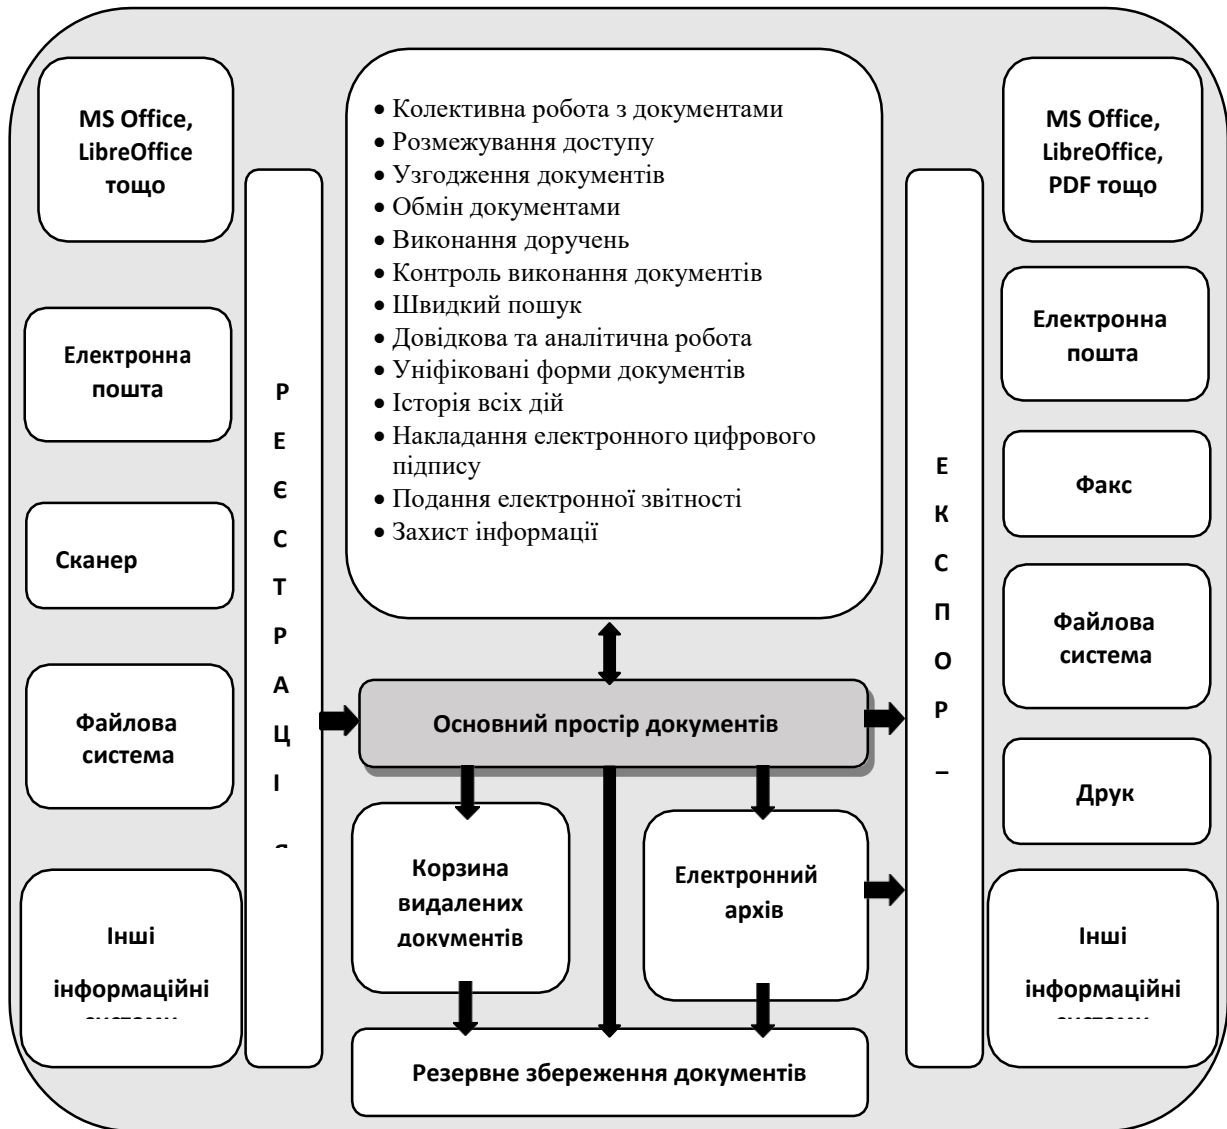 MS Office,
LibreOffice
тощо
Електронна
пошта
Сканер
Файлова
система
Інші
інформаційні
Р
Е
Є
С
Т
Р
А
Ц
І
• Колективна робота з документами
• Розмежування доступу
• Узгодження документів
• Обмін документами
• Виконання доручень
• Контроль виконання документів
• Швидкий пошук
• Довідкова та аналітична робота
• Уніфіковані форми документів
• Історія всіх дій
• Накладання електронного цифрового
підпису
• Подання електронної звітності
• Захист інформації
Основний простір документів
Корзина
видалених
документів
Електронний
архів
Резервне збереження документів
Е
К
С
П
О
Р
MS Office,
LibreOffice,
PDF тощо
Електронна
пошта
Факс
Файлова
система
Друк
Інші
інформаційні